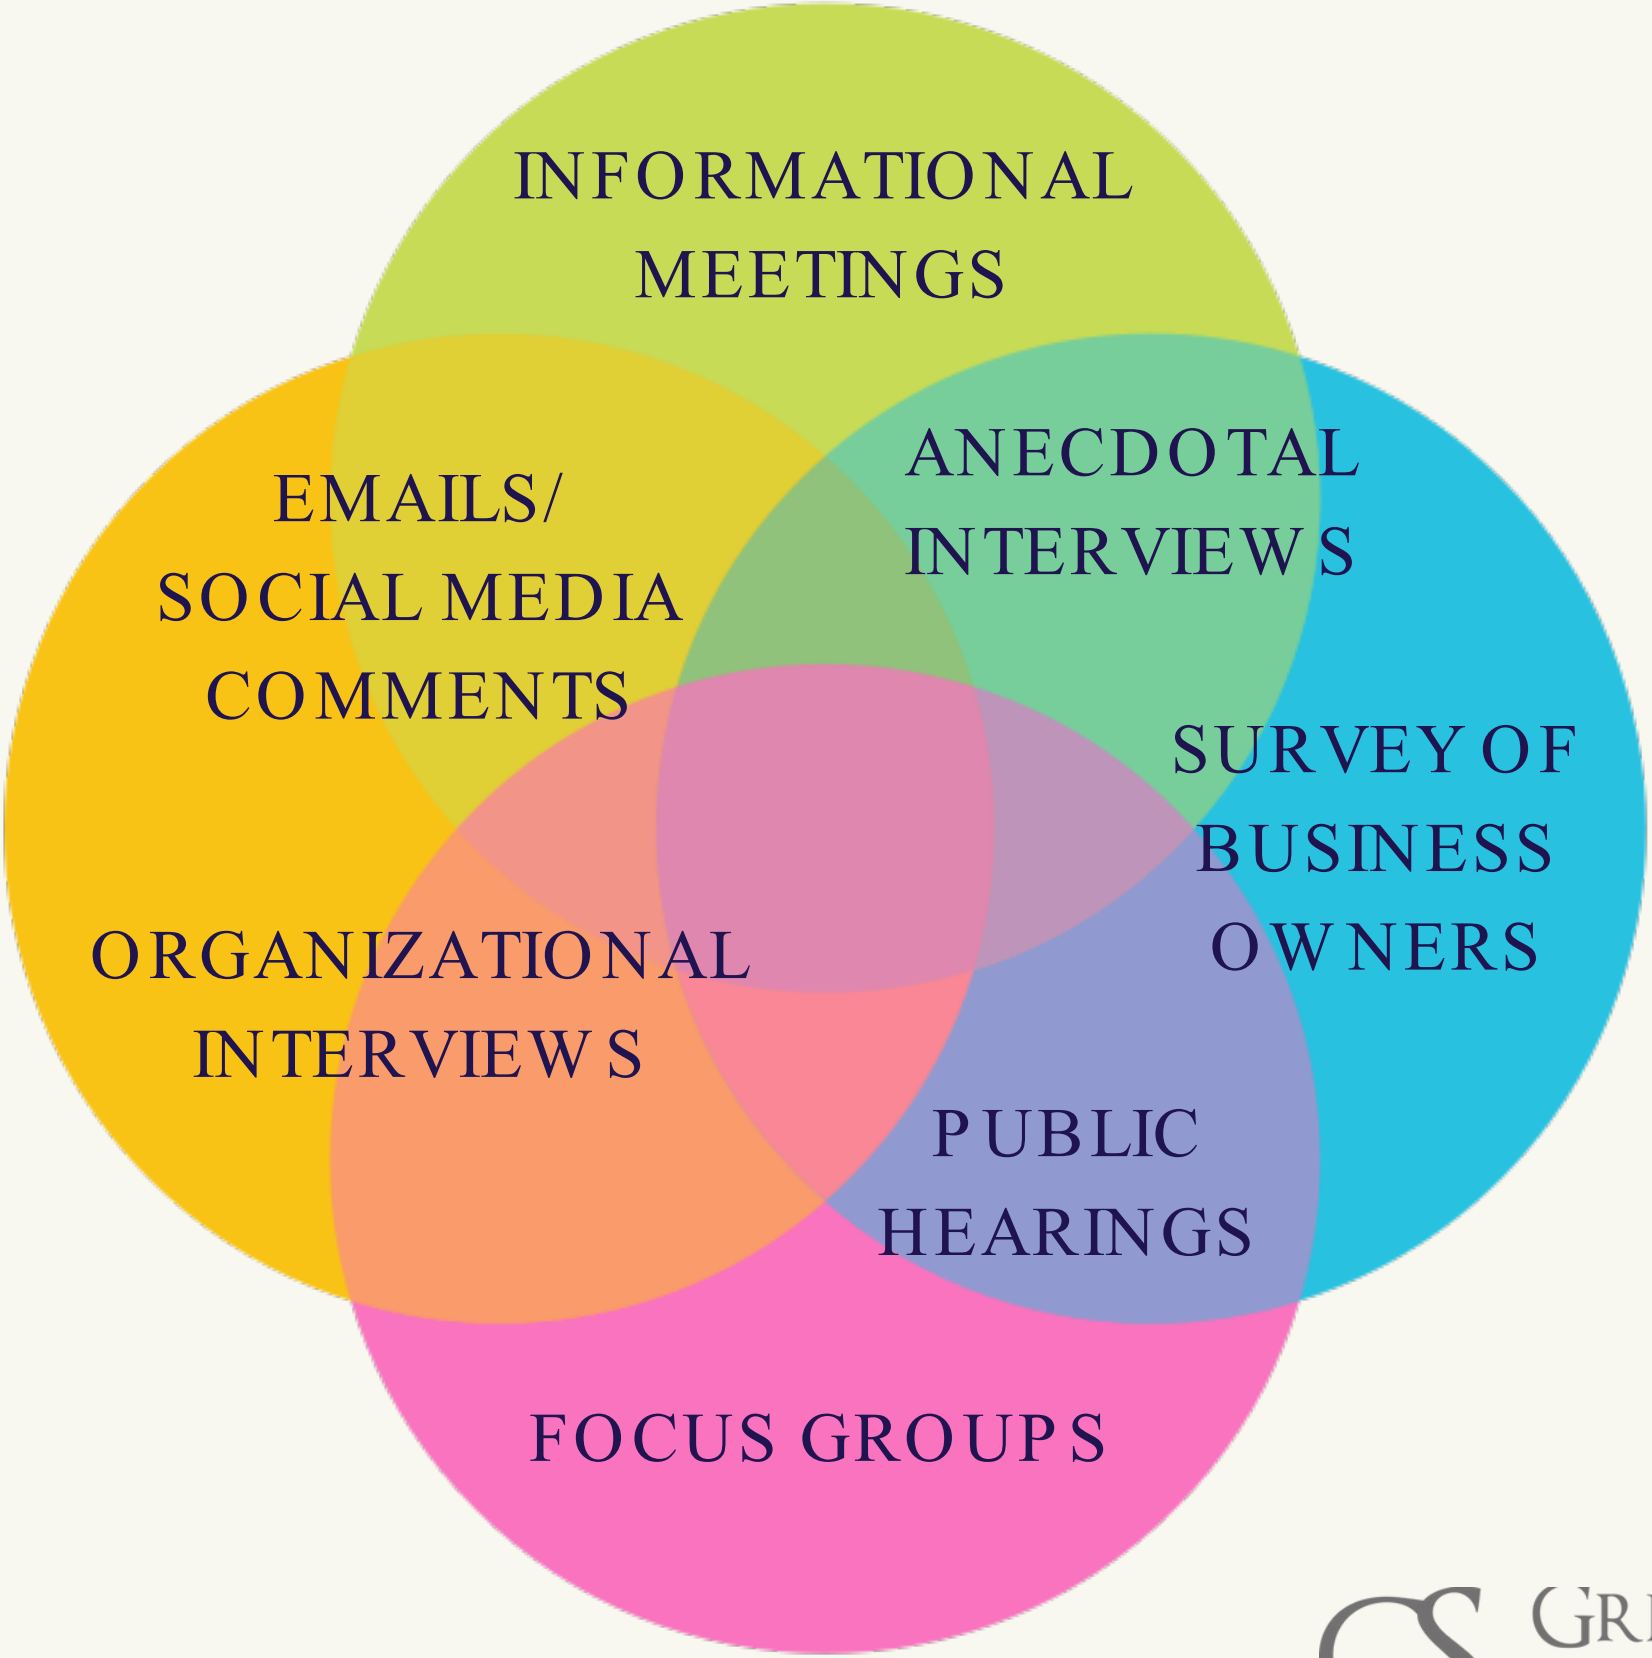 INFORMATIONAL
MEETINGS
ANECDOTAL
INTERVIEWS
EMAILS/
SOCIAL MEDIA
COMMENTS
SURVEY OF
BUSINESS
OWNERS
ORGANIZATIONAL
INTERVIEWS
PUBLIC
HEARINGS
FOCUS GROUPS